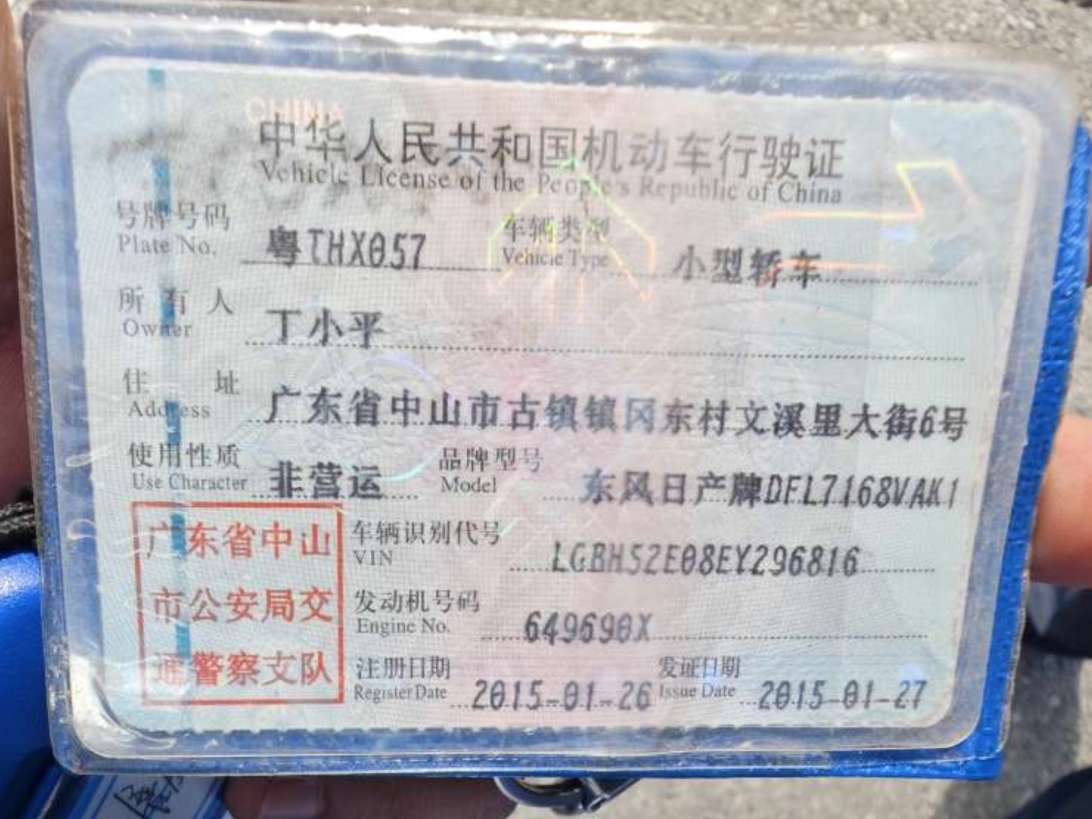 CHINA
中华人民共和国机动车行驶证
Vehicle License of the People's Republic of China
号牌号码 粤THX057 车辆类型 小型轿车
Plate No. Vehicle Type
所有人 丁小平
Owner
住址 广东省中山市古镇镇冈东村文溪里大街6号
Address
使用性质 非营运 品牌型号 东风日产牌DFL7168VAK1
Use Character Model
广东省中山
市公安局交
通警察支队
车辆识别代号 LGBH52E08EY296816
VIN
发动机号码 649690X
Engine No.
注册日期 2015-01-26 发证日期 2015-01-27
Register Date Issue Date